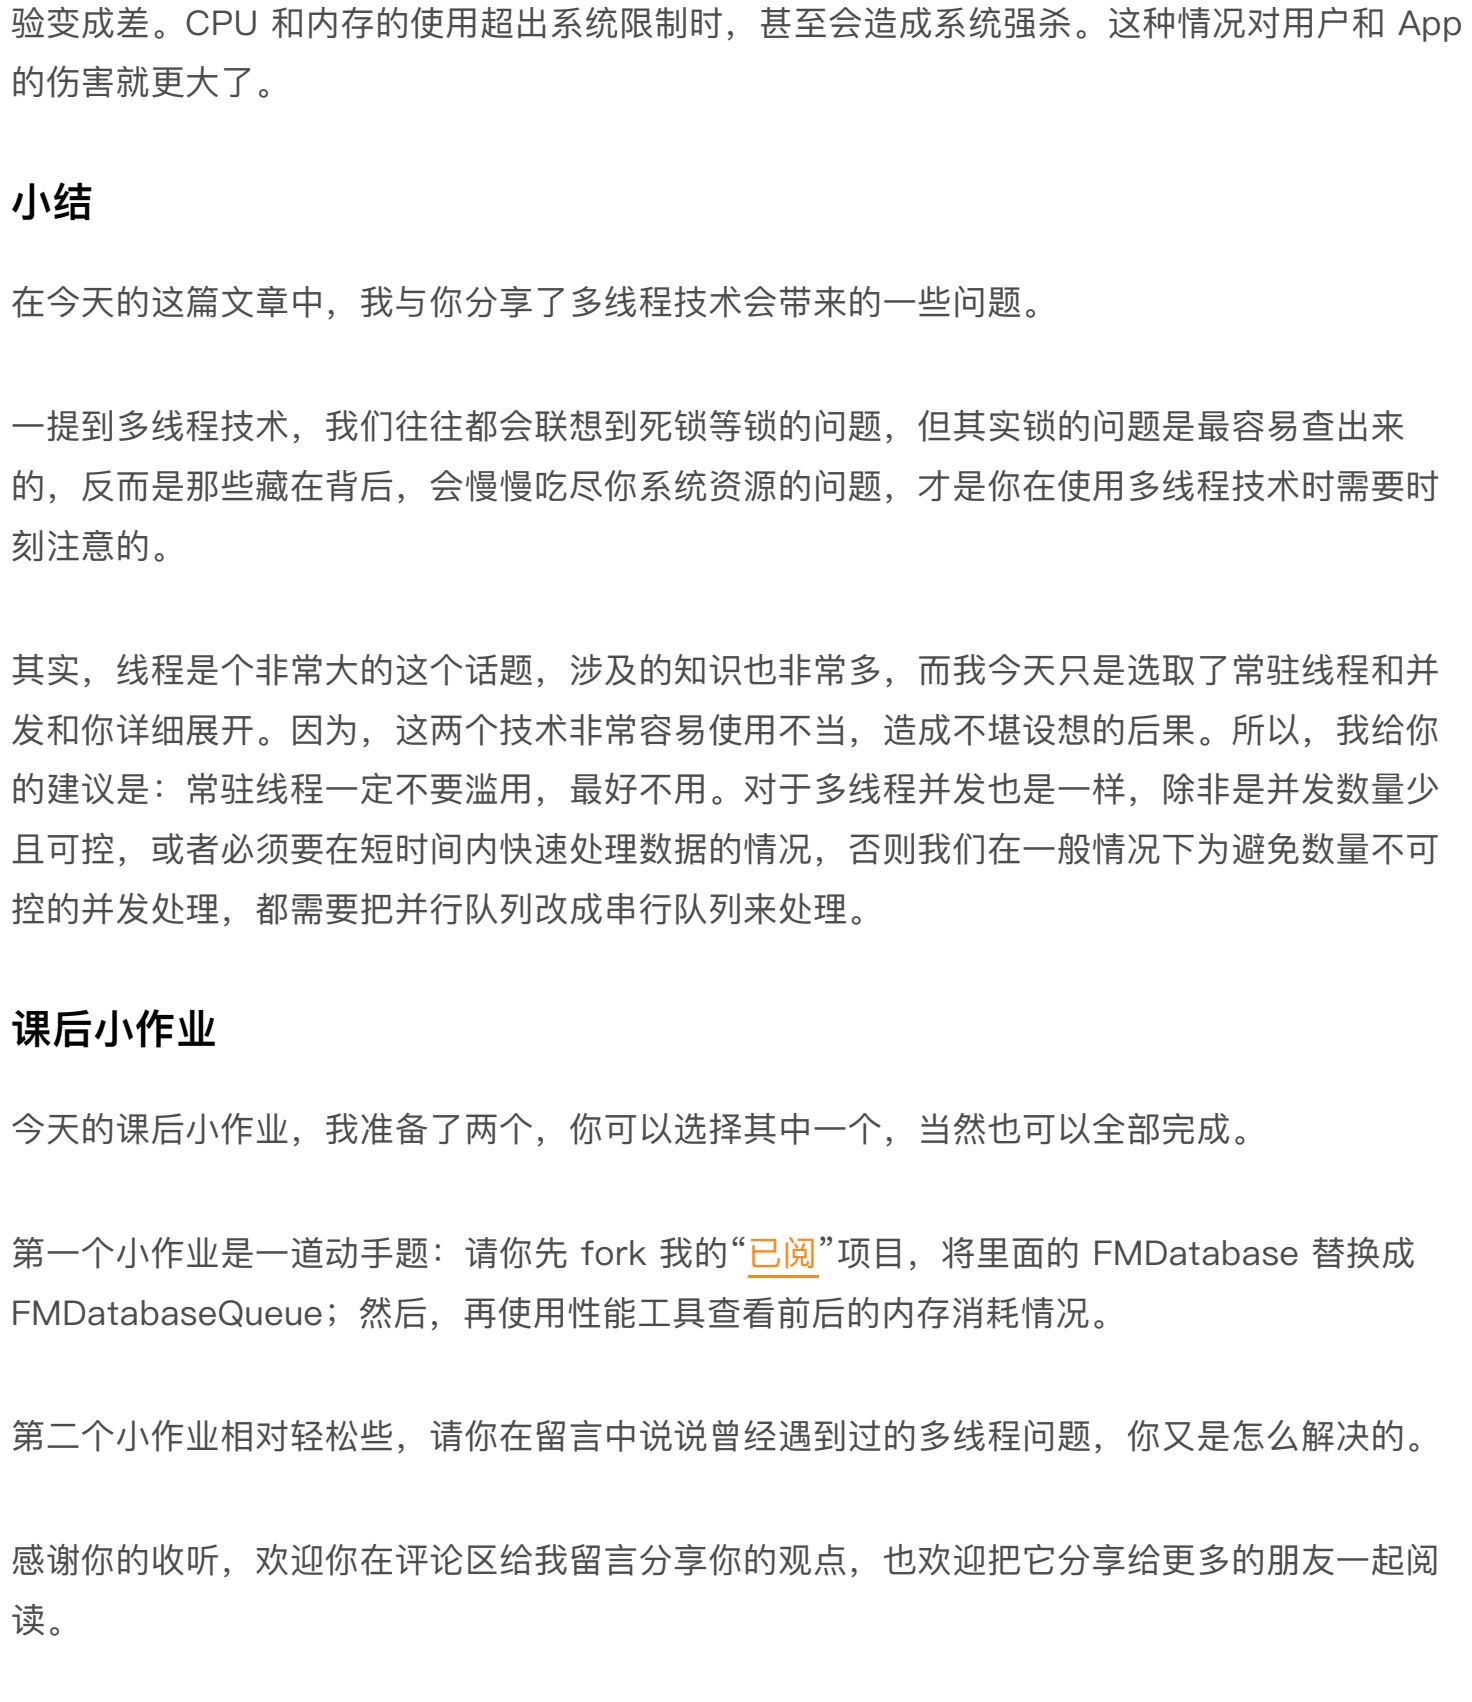 验变成差。CPU 和内存的使用超出系统限制时，甚至会造成系统强杀。这种情况对用户和 App
的伤害就更大了。
小结
在今天的这篇文章中，我与你分享了多线程技术会带来的一些问题。
一提到多线程技术，我们往往都会联想到死锁等锁的问题，但其实锁的问题是最容易查出来
的，反而是那些藏在背后，会慢慢吃尽你系统资源的问题，才是你在使用多线程技术时需要时
刻注意的。
其实，线程是个非常大的这个话题，涉及的知识也非常多，而我今天只是选取了常驻线程和并
发和你详细展开。因为，这两个技术非常容易使用不当，造成不堪设想的后果。所以，我给你
的建议是：常驻线程一定不要滥用，最好不用。对于多线程并发也是一样，除非是并发数量少
且可控，或者必须要在短时间内快速处理数据的情况，否则我们在一般情况下为避免数量不可
控的并发处理，都需要把并行队列改成串行队列来处理。
课后小作业
今天的课后小作业，我准备了两个，你可以选择其中一个，当然也可以全部完成。
第一个小作业是一道动手题：请你先 fork 我的“已阅”项目，将里面的 FMDatabase 替换成
FMDatabaseQueue；然后，再使用性能工具查看前后的内存消耗情况。
第二个小作业相对轻松些，请你在留言中说说曾经遇到过的多线程问题，你又是怎么解决的。
感谢你的收听，欢迎你在评论区给我留言分享你的观点，也欢迎把它分享给更多的朋友一起阅
读。